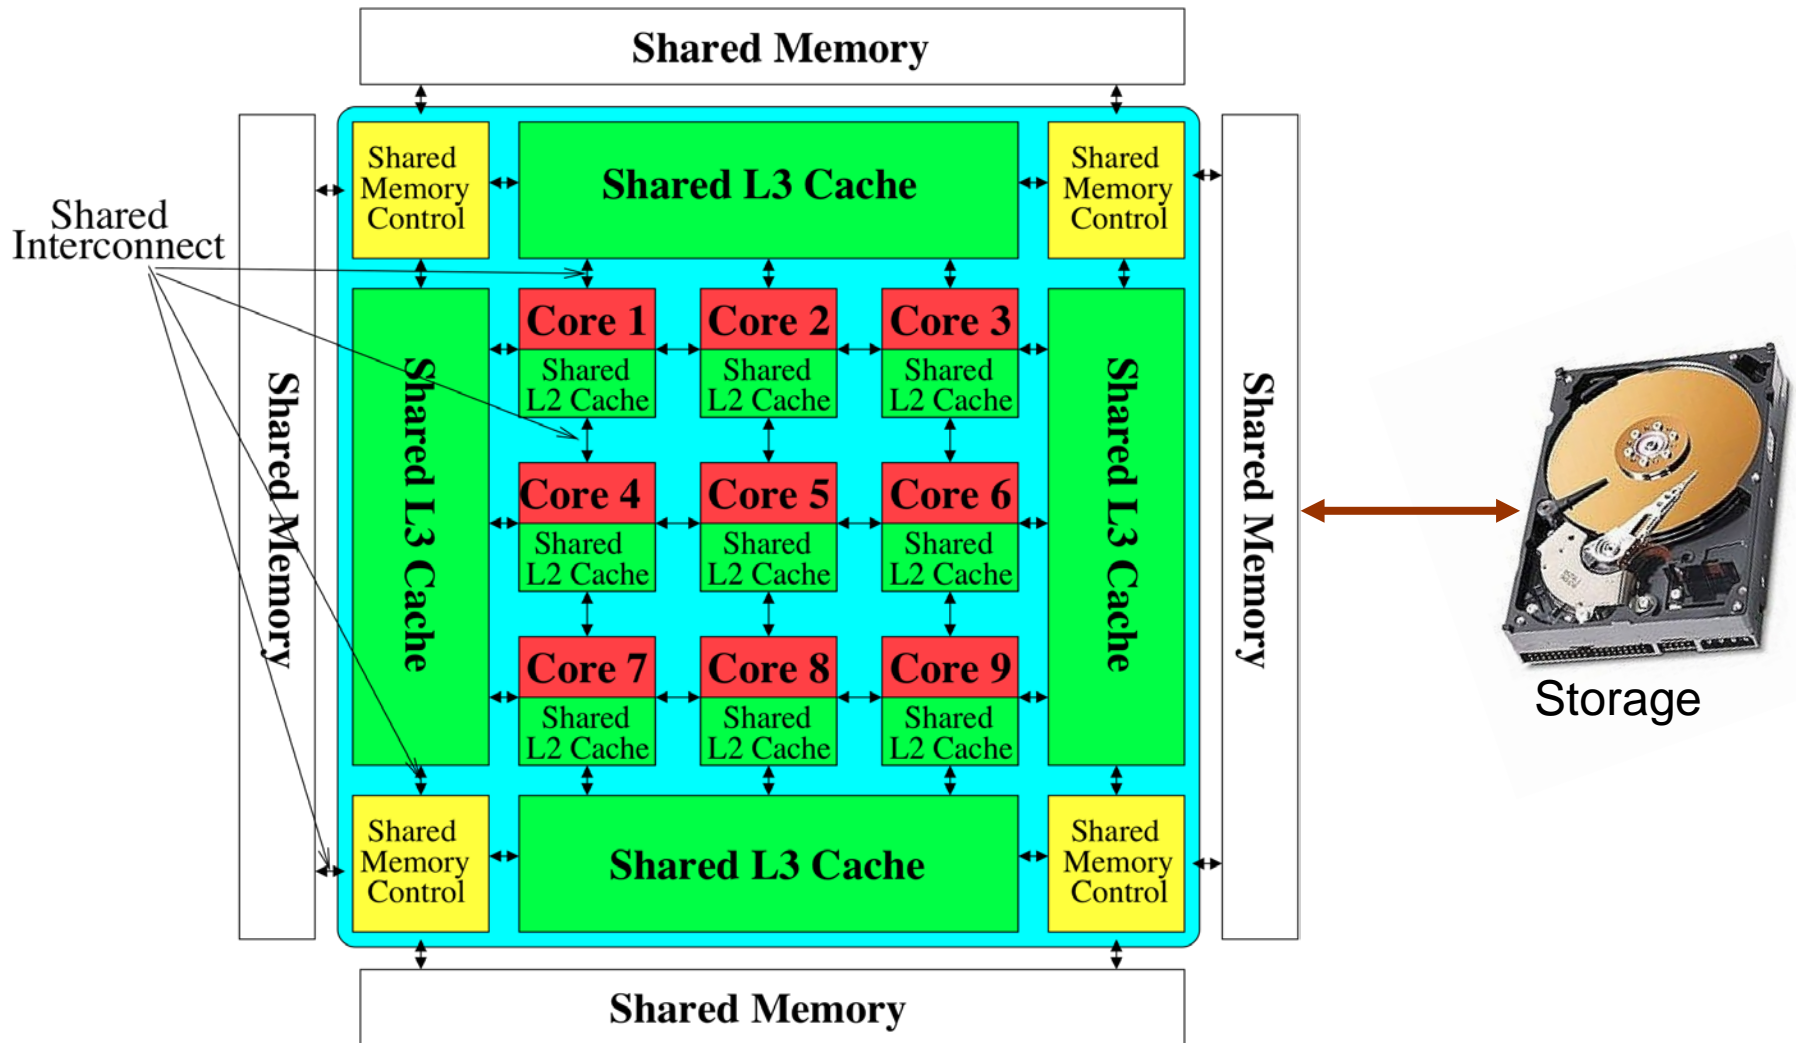 Shared Memory
Shared
Memory
Control
Shared L3 Cache
Shared
Memory
Control
Shared
Interconnect
Shared Memory
Shared L3 Cache
Core 1
Shared
L2 Cache
Core 2
Shared
L2 Cache
Core 3
Shared
L2 Cache
Core 4
Shared
L2 Cache
Core 5
Shared
L2 Cache
Core 6
Shared
L2 Cache
Core 7
Shared
L2 Cache
Core 8
Shared
L2 Cache
Core 9
Shared
L2 Cache
Shared L3 Cache
Shared Memory
Storage
Shared
Memory
Control
Shared L3 Cache
Shared
Memory
Control
Shared Memory